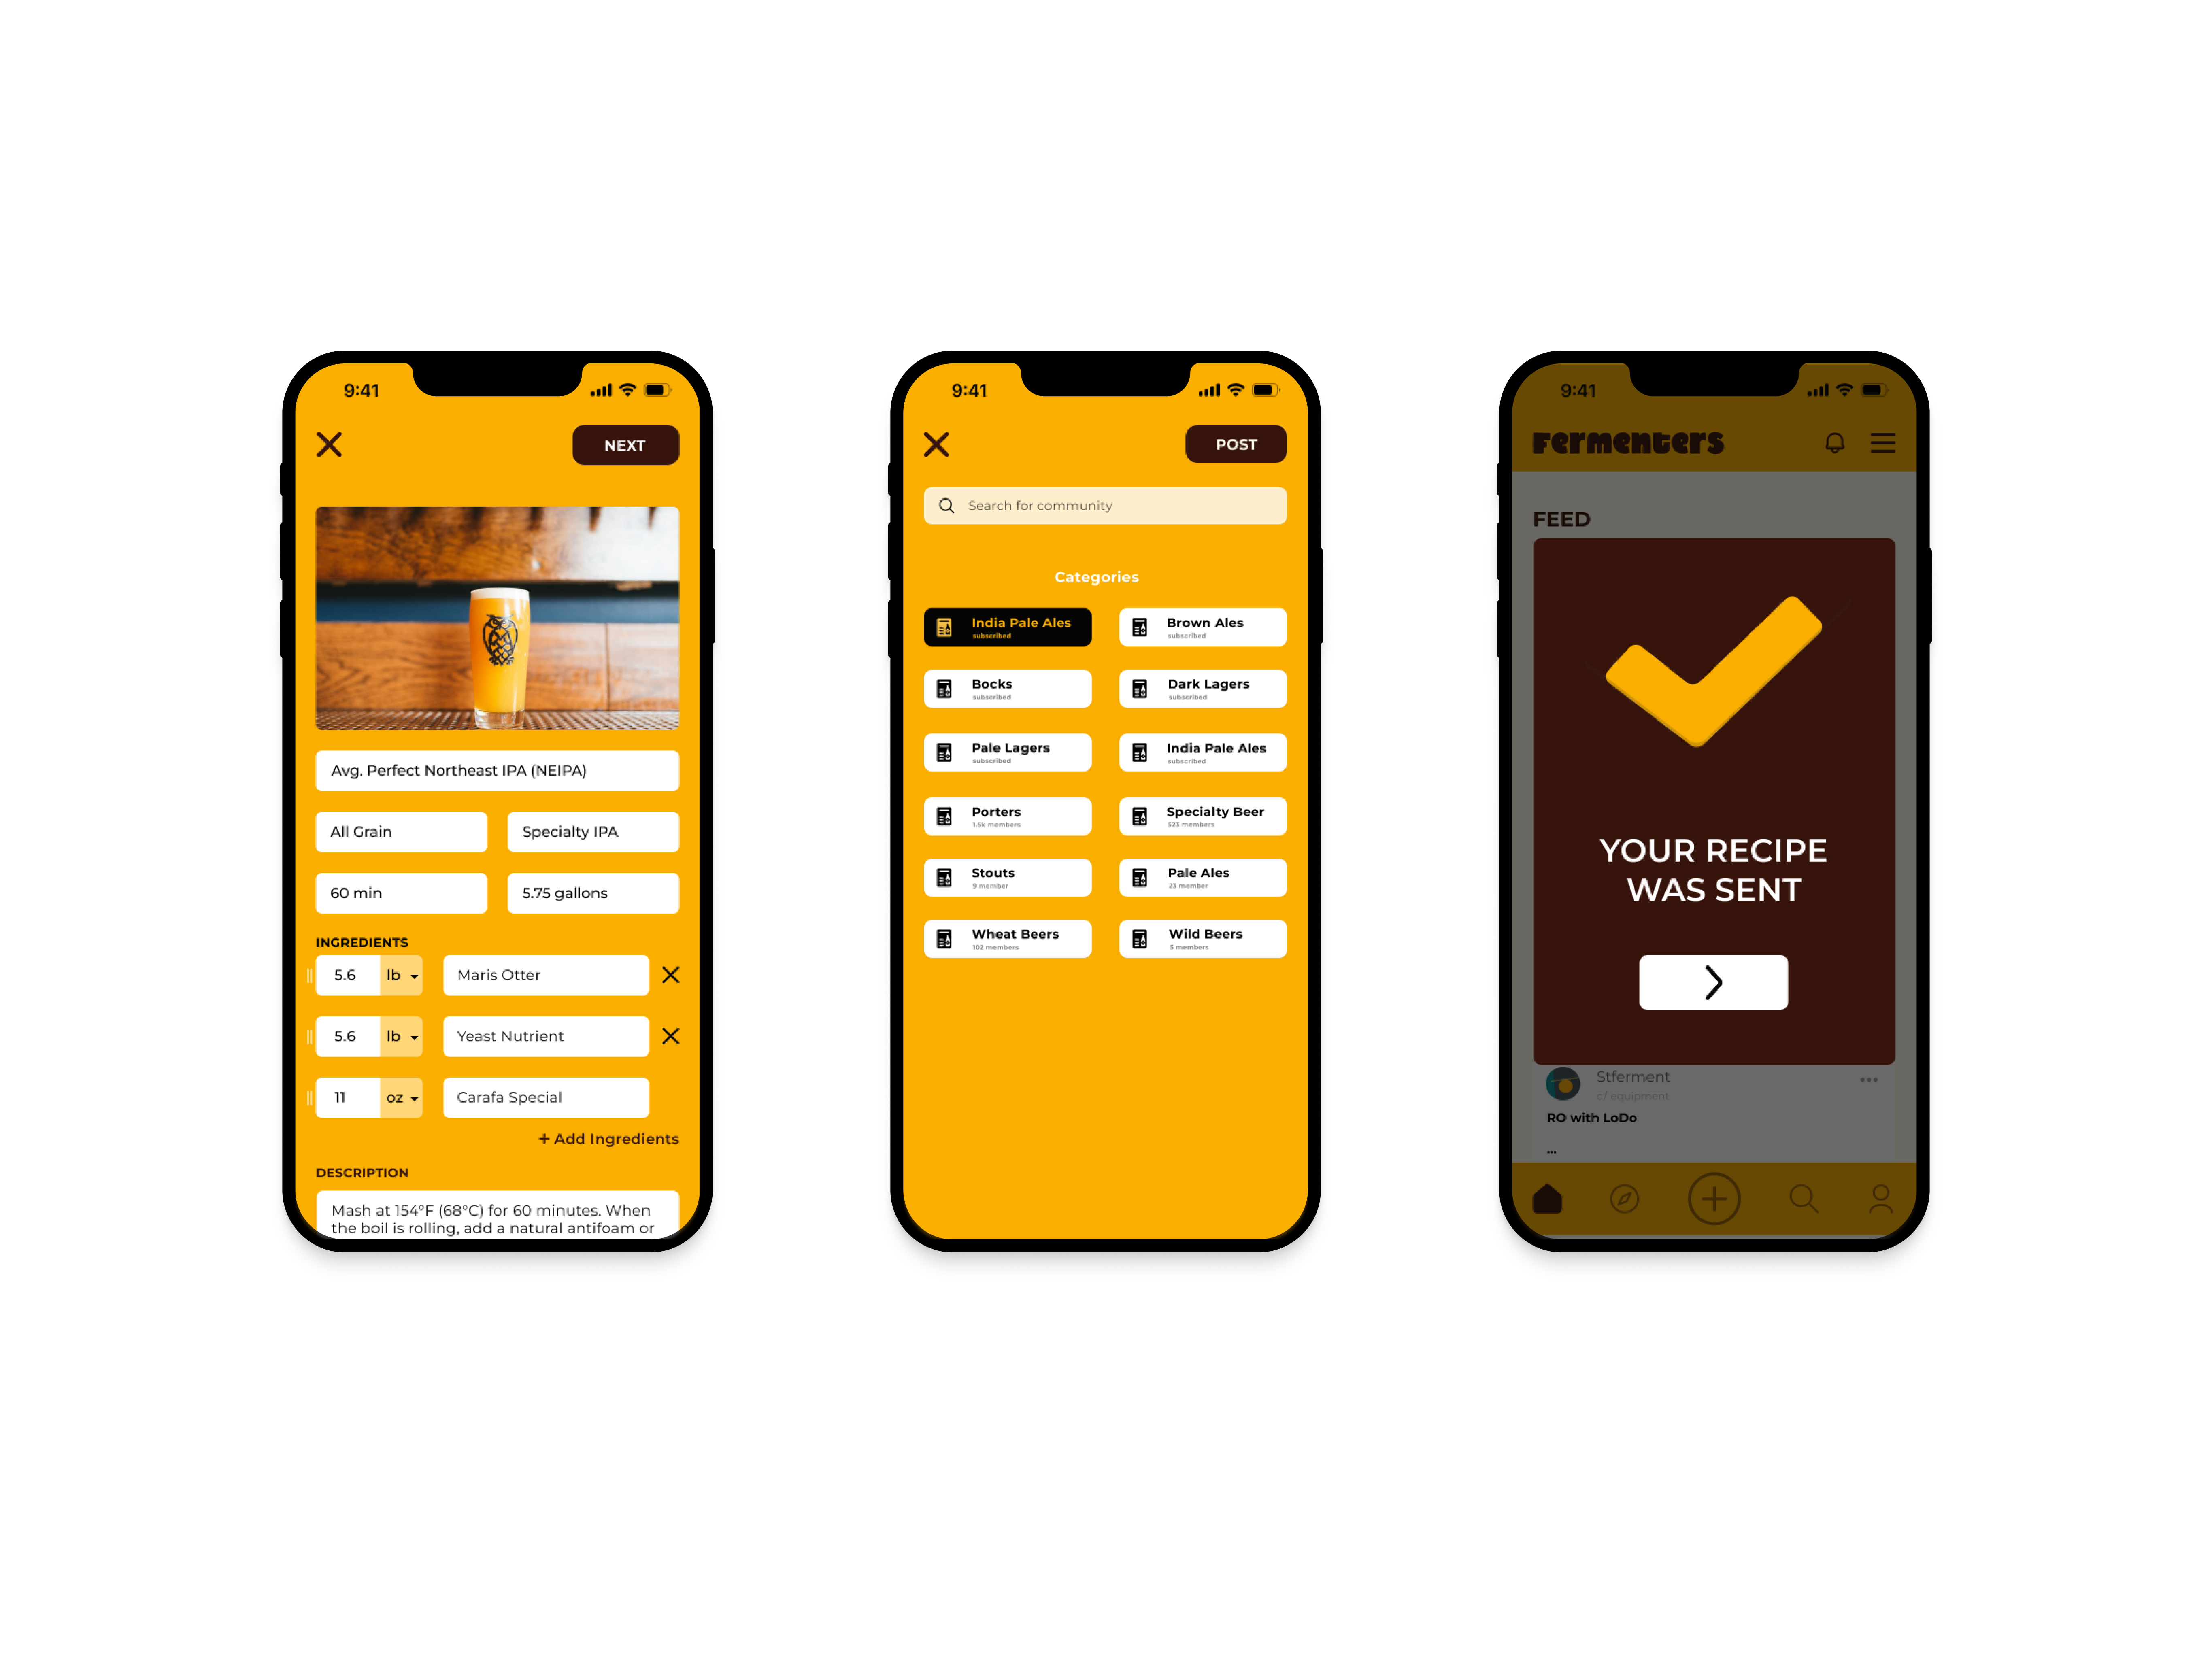 9:41
NEXT
Avg. Perfect Northeast IPA (NEIPA)
All Grain
Specialty IPA
60 min
5.75 gallons
INGREDIENTS
5.6 lb Maris Otter
5.6 lb Yeast Nutrient
11 oz Carafa Special
+ Add Ingredients
DESCRIPTION
Mash at 154°F (68°C) for 60 minutes. When
the boil is rolling, add a natural antifoam or
9:41
POST
Search for community
Categories
India Pale Ales
subscribed
Brown Ales
subscribed
Bocks
subscribed
Dark Lagers
subscribed
Pale Lagers
subscribed
India Pale Ales
subscribed
Porters
1.5k members
Specialty Beer
523 members
Stouts
9 member
Pale Ales
23 member
Wheat Beers
102 members
Wild Beers
5 members
9:41
Fermenters
FEED
YOUR RECIPE
WAS SENT
Stferment
c/ equipment
RO with LoDo
...